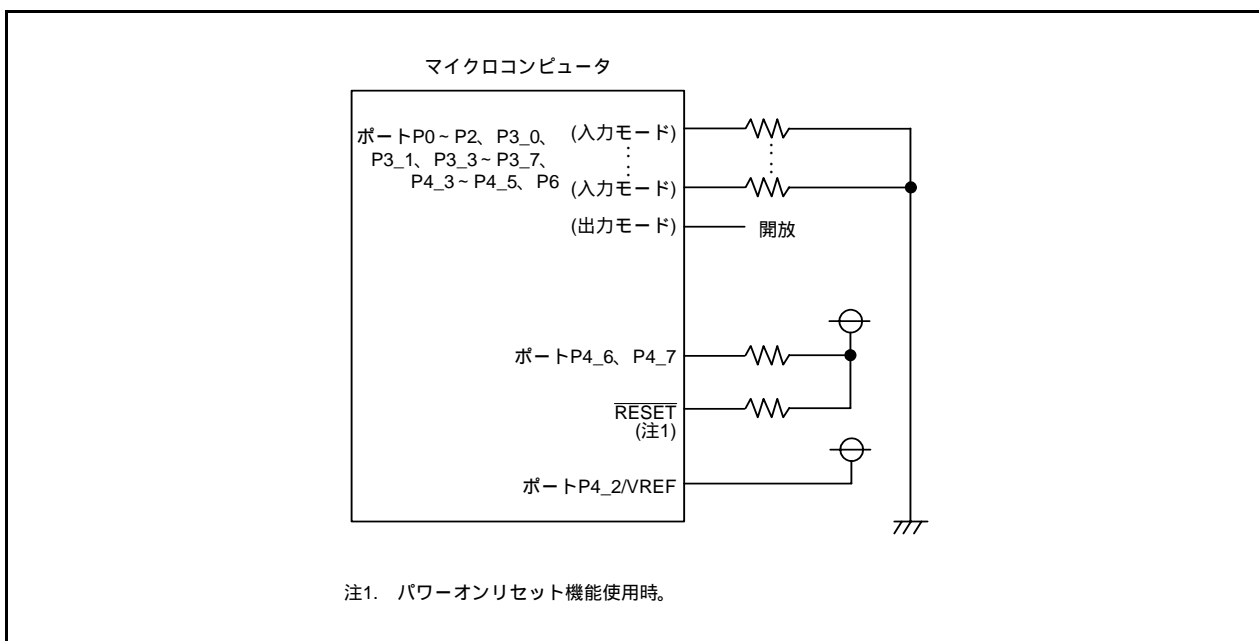 マイクロコンピュータ
ポートP0~P2、P3_0、 (入力モード)
P3_1、P3_3~P3_7、
P4_3~P4_5、P6 (入力モード)
(出力モード) 開放
ポートP4_6、P4_7
RESET
(注1)
ポートP4_2/VREF
注1. パワーオンリセット機能使用時。